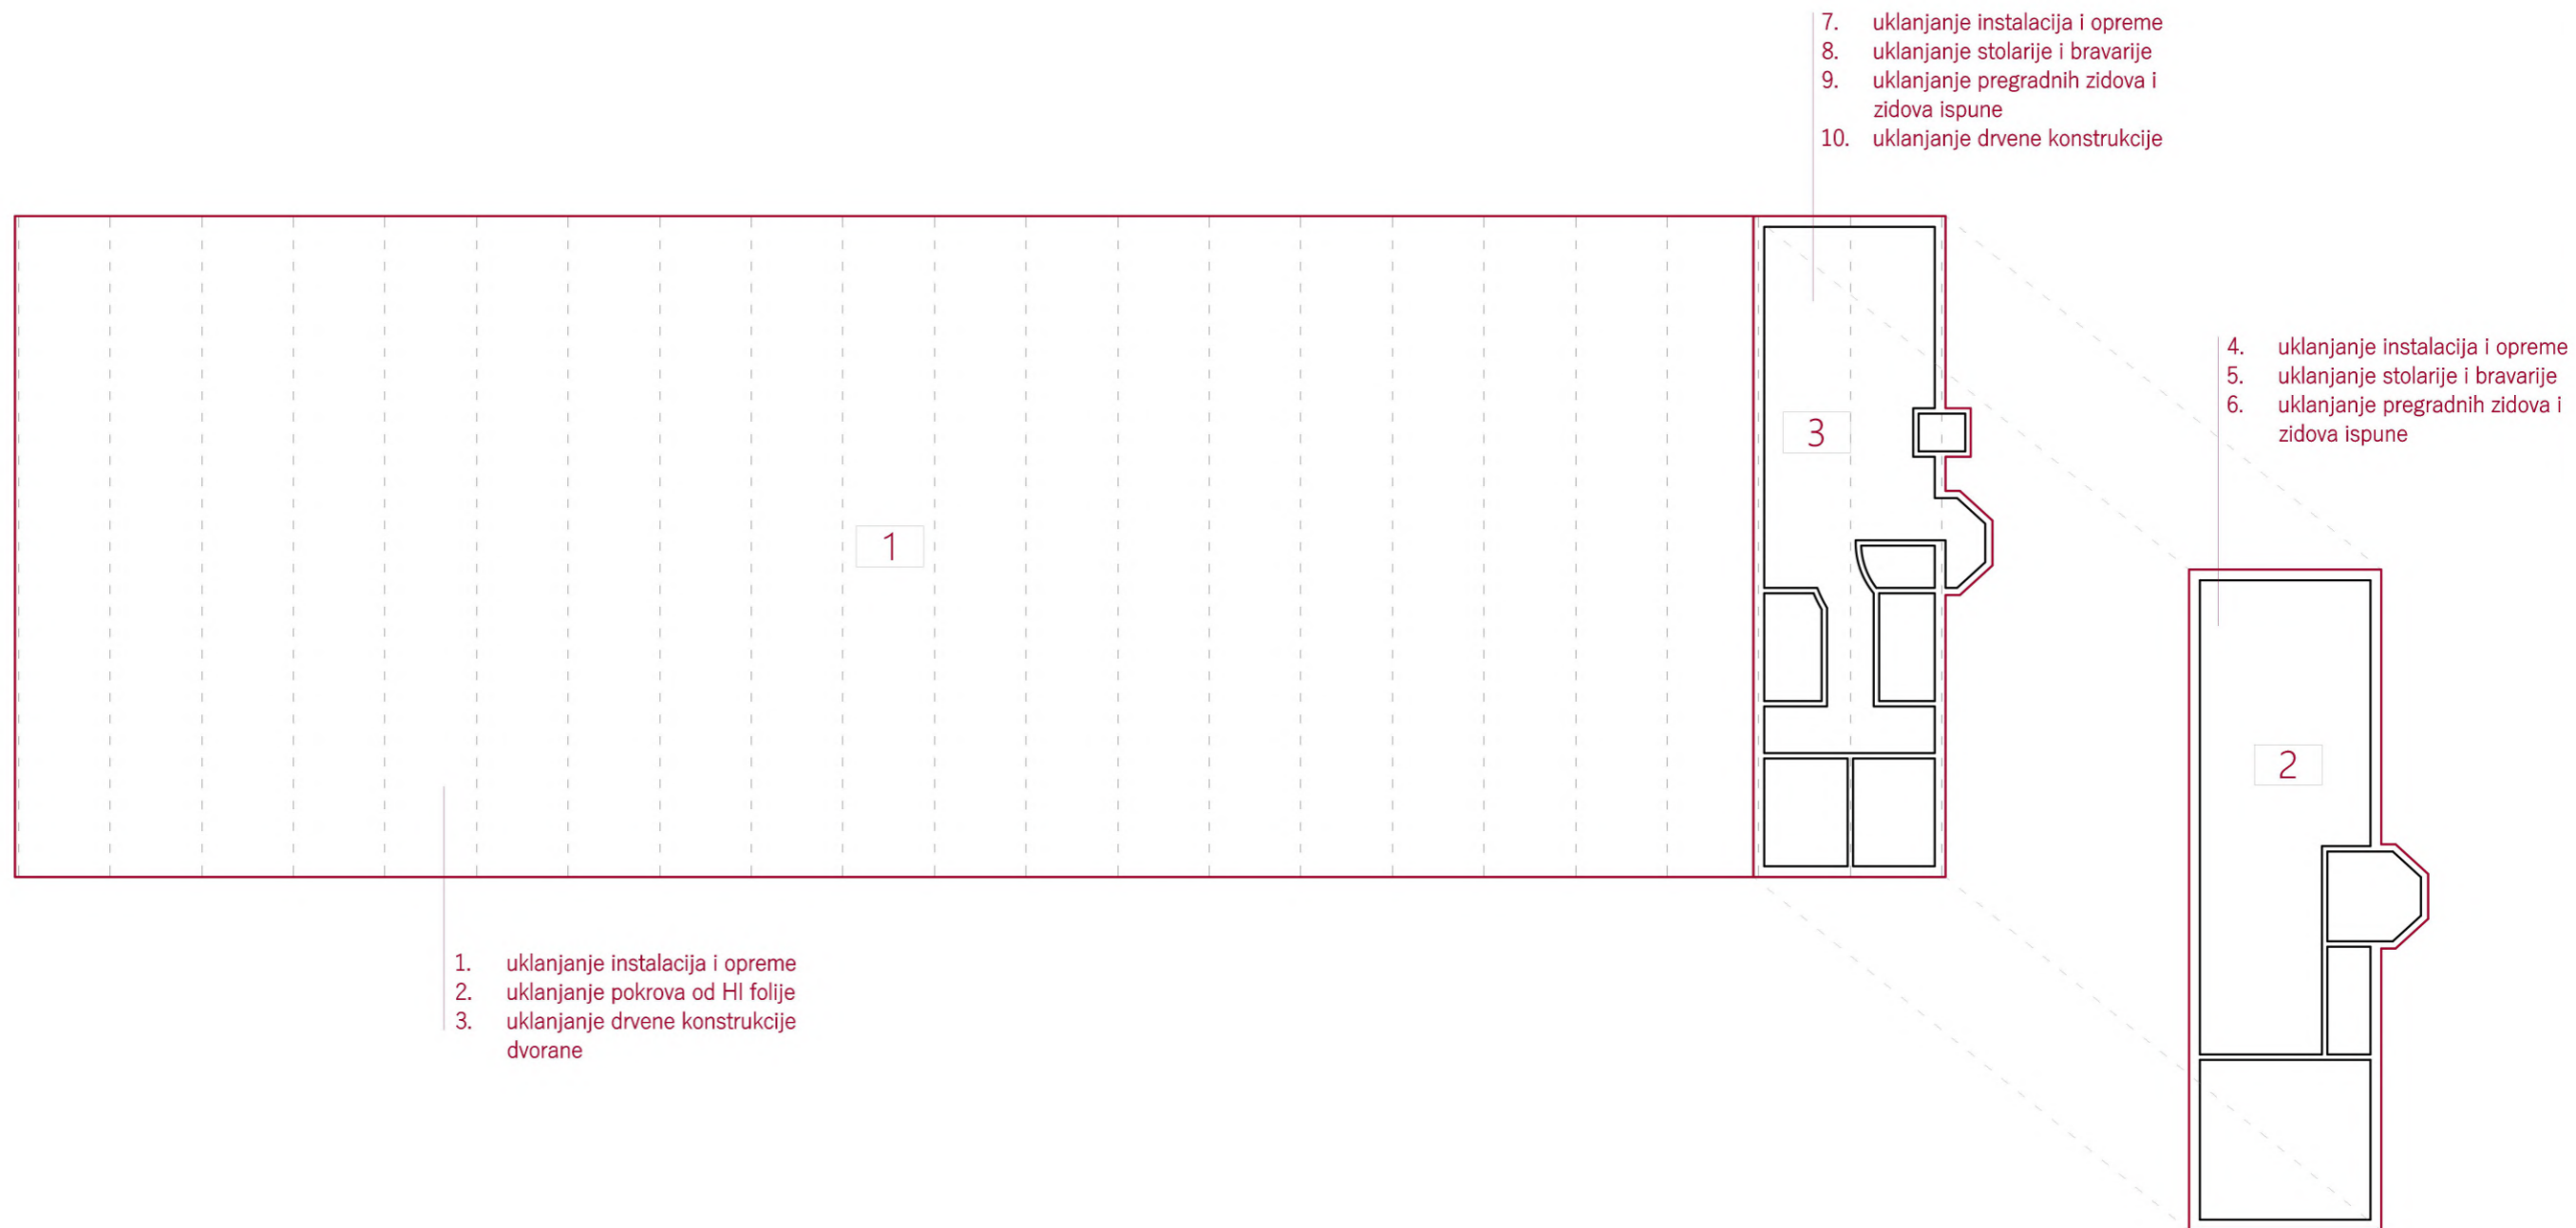 7. uklanjanje instalacija i opreme
8. uklanjanje stolarije i bravarije
9. uklanjanje pregradnih zidova i
zidova ispune
10. uklanjanje drvene konstrukcije
4. uklanjanje instalacija i opreme
5. uklanjanje stolarije i bravarije
6. uklanjanje pregradnih zidova i
zidova ispune
3
1
2
1. uklanjanje instalacija i opreme
2. uklanjanje pokrova od HI folije
3. uklanjanje drvene konstrukcije
dvorane